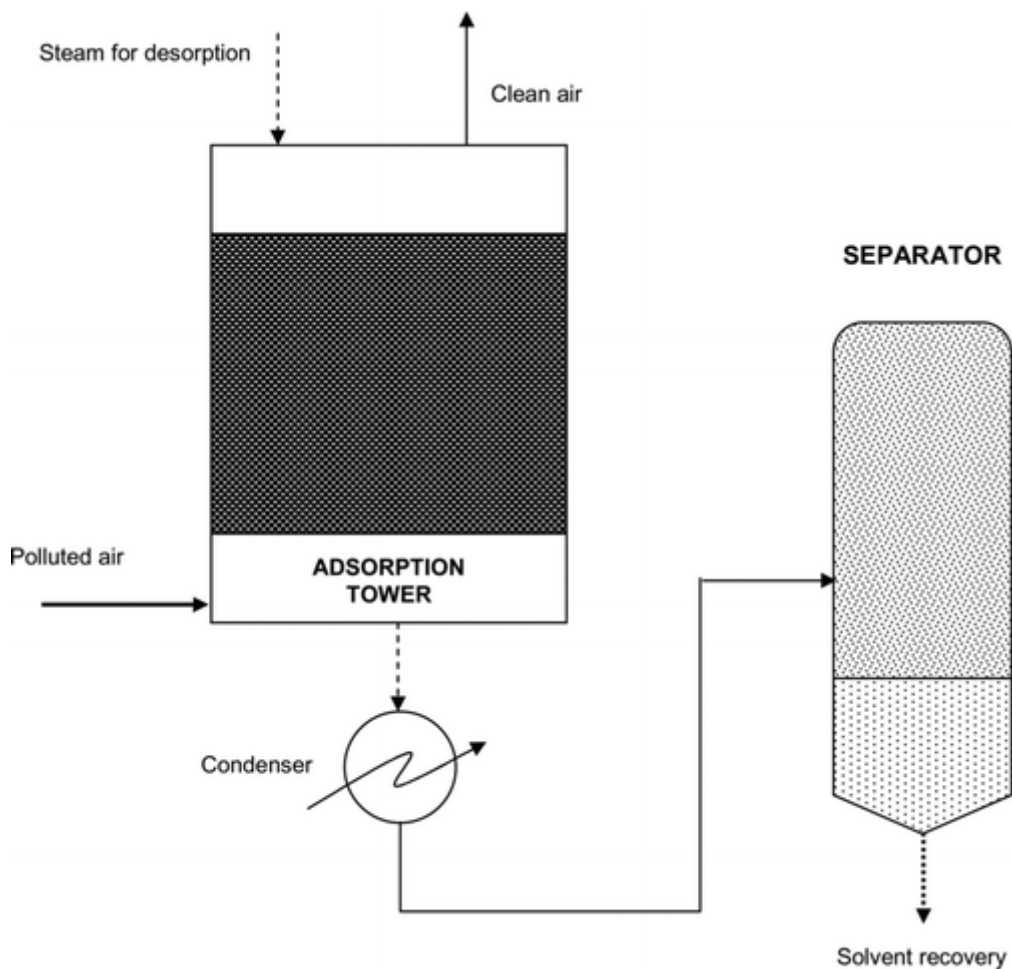 Steam for desorption
Clean air
SEPARATOR
Polluted air
ADSORPTION
TOWER
Condenser
Solvent recovery